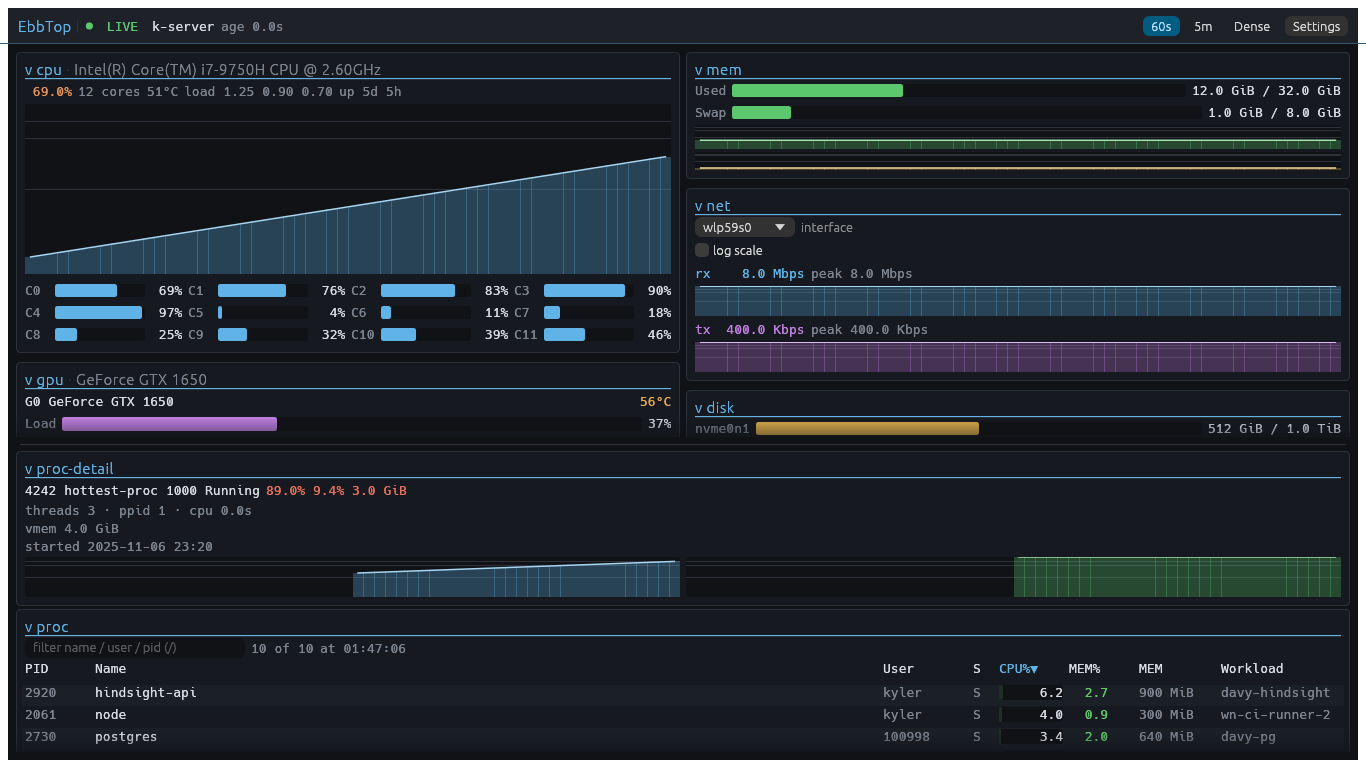 EbbTop LIVE k-server age 0.0s 60s 5m Dense Settings
v cpu · Intel(R) Core(TM) i7-9750H CPU @ 2.60GHz
69.0% 12 cores 51°C load 1.25 0.90 0.70 up 5d 5h
C0 69% C1 76% C2 83% C3 90%
C4 97% C5 4% C6 11% C7 18%
C8 25% C9 32% C10 39% C11 46%
v gpu · GeForce GTX 1650
G0 GeForce GTX 1650 56°C
Load 37%
v mem
Used 12.0 GiB / 32.0 GiB
Swap 1.0 GiB / 8.0 GiB
v net
wlp59s0 interface
log scale
rx 8.0 Mbps peak 8.0 Mbps
tx 400.0 Kbps peak 400.0 Kbps
v disk
nvme0n1 512 GiB / 1.0 TiB
v proc-detail
4242 hottest-proc 1000 Running 89.0% 9.4% 3.0 GiB
threads 3 · ppid 1 · cpu 0.0s
vmem 4.0 GiB
started 2025-11-06 23:20
v proc
filter name / user / pid (/) 10 of 10 at 01:47:06
PID Name User S CPU%▼ MEM% MEM Workload
2920 hindsight-api kyler S 6.2 2.7 900 MiB davy-hindsight
2061 node kyler S 4.0 0.9 300 MiB wn-ci-runner-2
2730 postgres 100998 S 3.4 2.0 640 MiB davy-pg